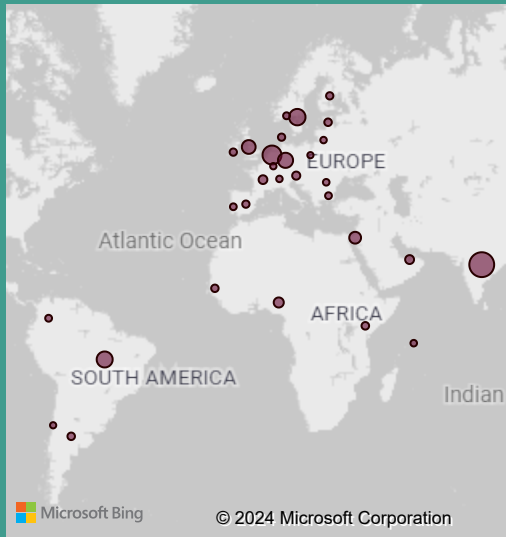 EUROPE
Atlantic Ocean
AFRICA
SOUTH AMERICA
Indian
Microsoft Bing
© 2024 Microsoft Corporation